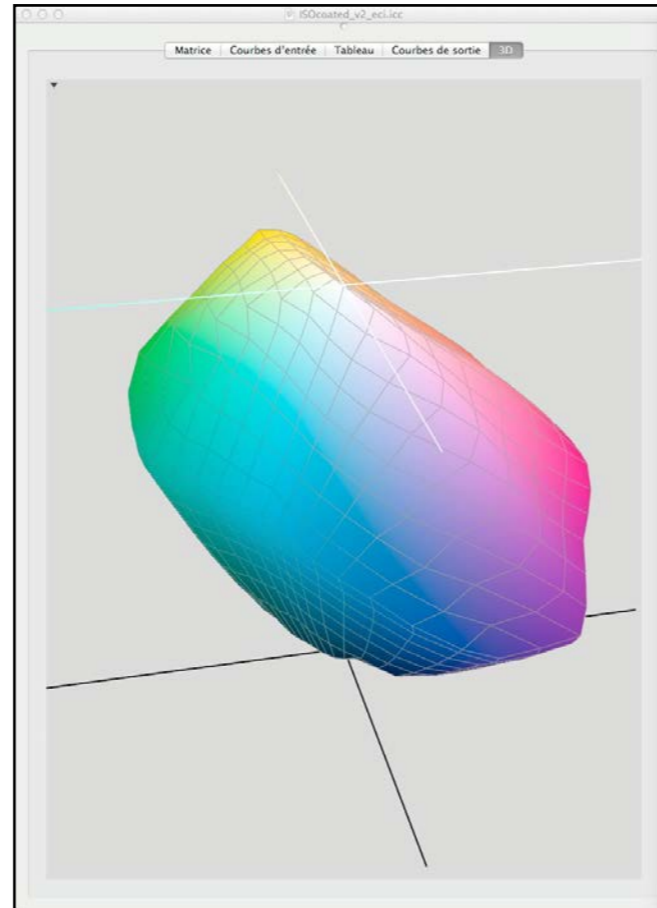 ISOcoated_v2_eci.icc
Matrice Courbes d'entrée Tableau Courbes de sortie 3D